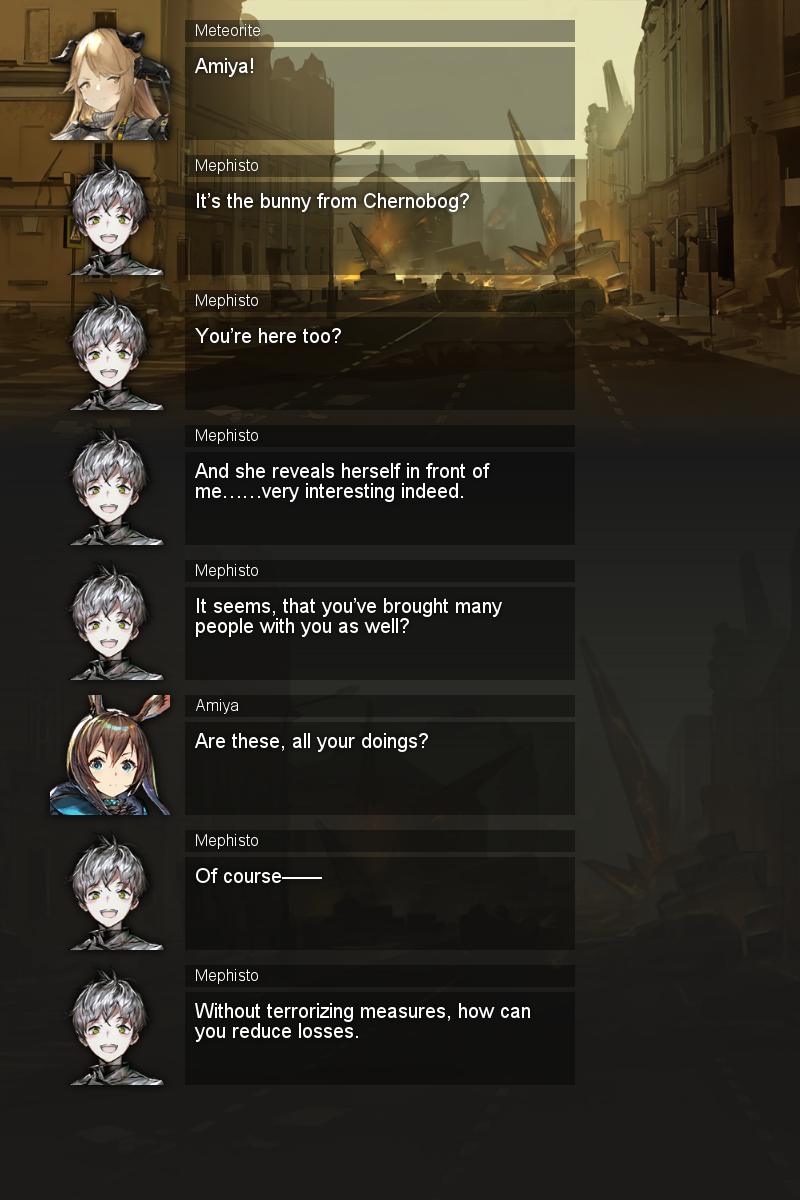 Meteorite
Amiya!
Mephisto
It's the bunny from Chernobog?
Mephisto
You're here too?
Mephisto
And she reveals herself in front of
me……very interesting indeed.
Mephisto
It seems, that you've brought many
people with you as well?
Amiya
Are these, all your doings?
Mephisto
Of course——
Mephisto
Without terrorizing measures, how can
you reduce losses.